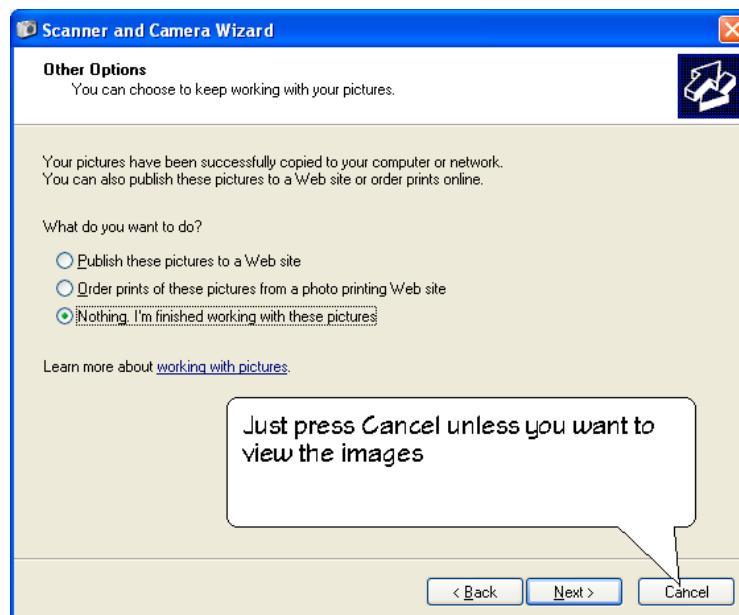 Scanner and Camera Wizard
Other Options
You can choose to keep working with your pictures.
Your pictures have been successfully copied to your computer or network.
You can also publish these pictures to a Web site or order prints online.
What do you want to do?
Publish these pictures to a Web site
Order prints of these pictures from a photo printing Web site
Nothing. I'm finished working with these pictures
Learn more about working with pictures.
Just press Cancel unless you want to
view the images
< Back
Next >
Cancel